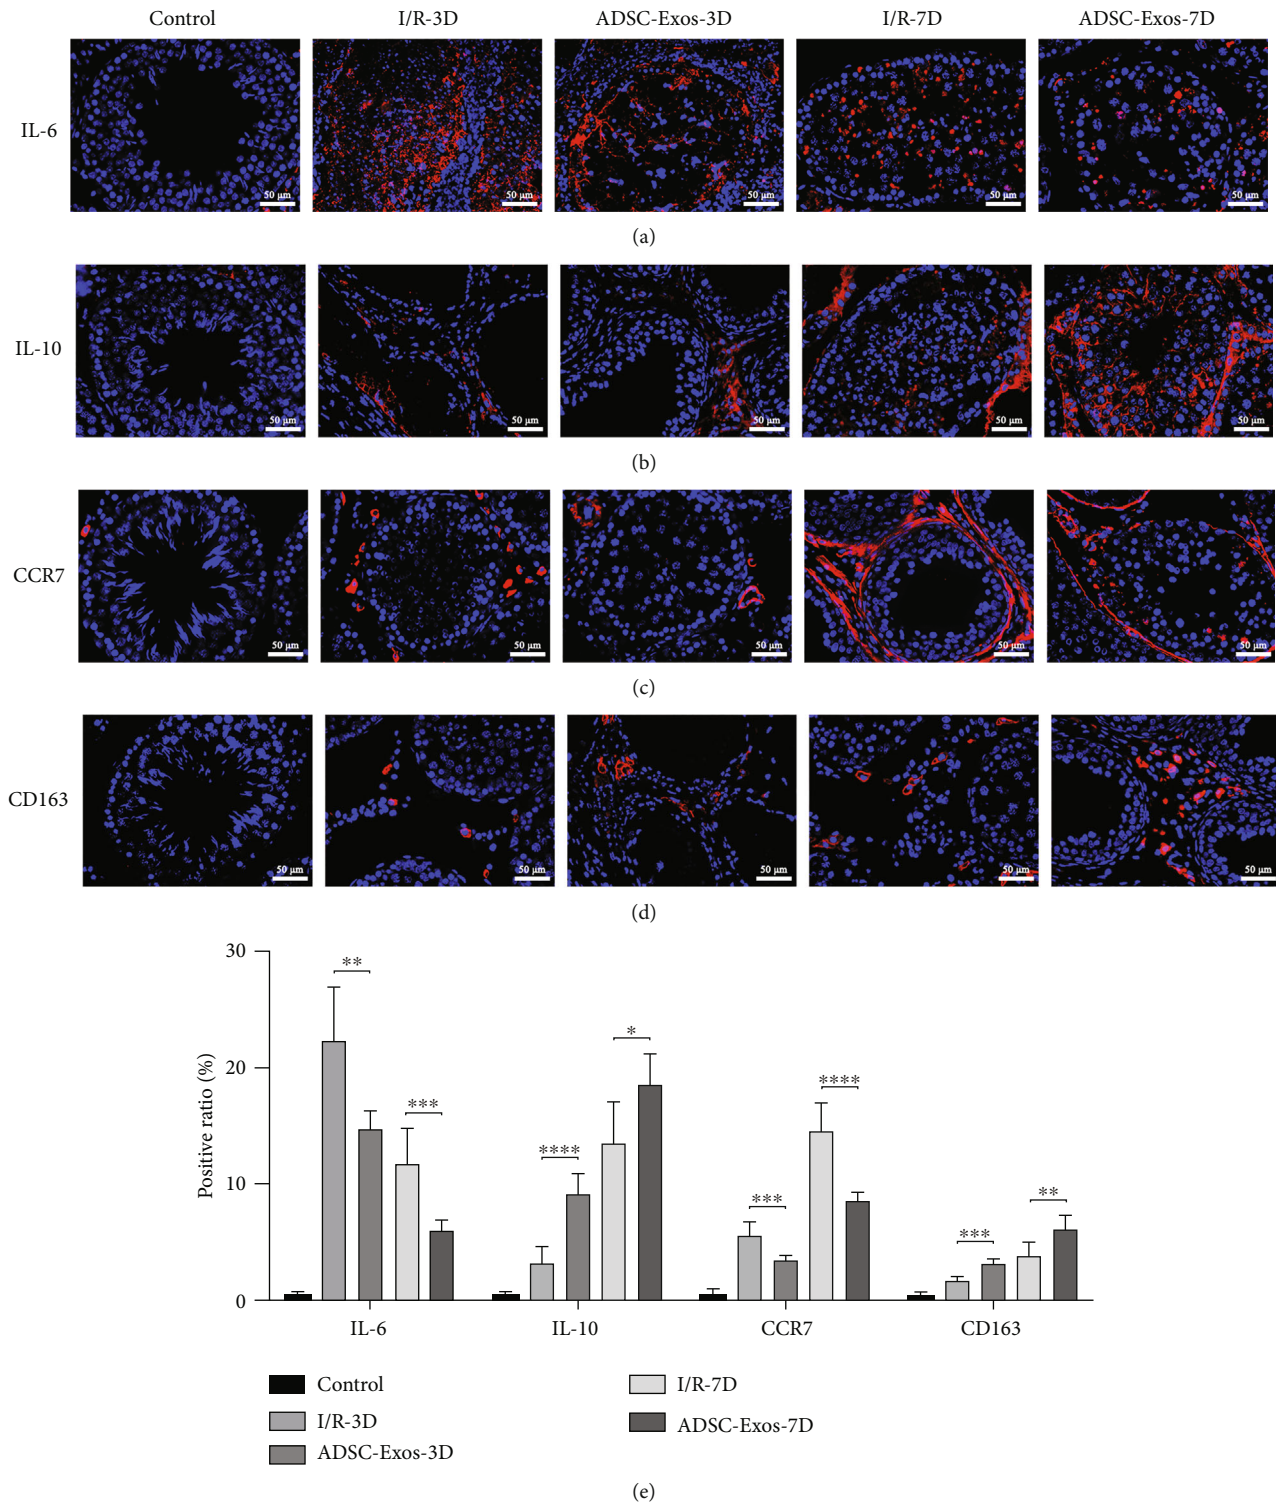 Control I/R-3D ADSC-Exos-3D I/R-7D ADSC-Exos-7D
IL-6
50 μm 50 μm 50 μm 50 μm 50 μm
(a)
IL-10
50 μm 50 μm 50 μm 50 μm 50 μm
(b)
CCR7
50 μm 50 μm 50 μm 50 μm 50 μm
(c)
CD163
50 μm 50 μm 50 μm 50 μm 50 μm
(d)
30
**
*
20
Positive ratio (%)
****
***
****
10
***
**
***
0
IL-6 IL-10 CCR7 CD163
Control I/R-7D
I/R-3D ADSC-Exos-7D
ADSC-Exos-3D
(e)